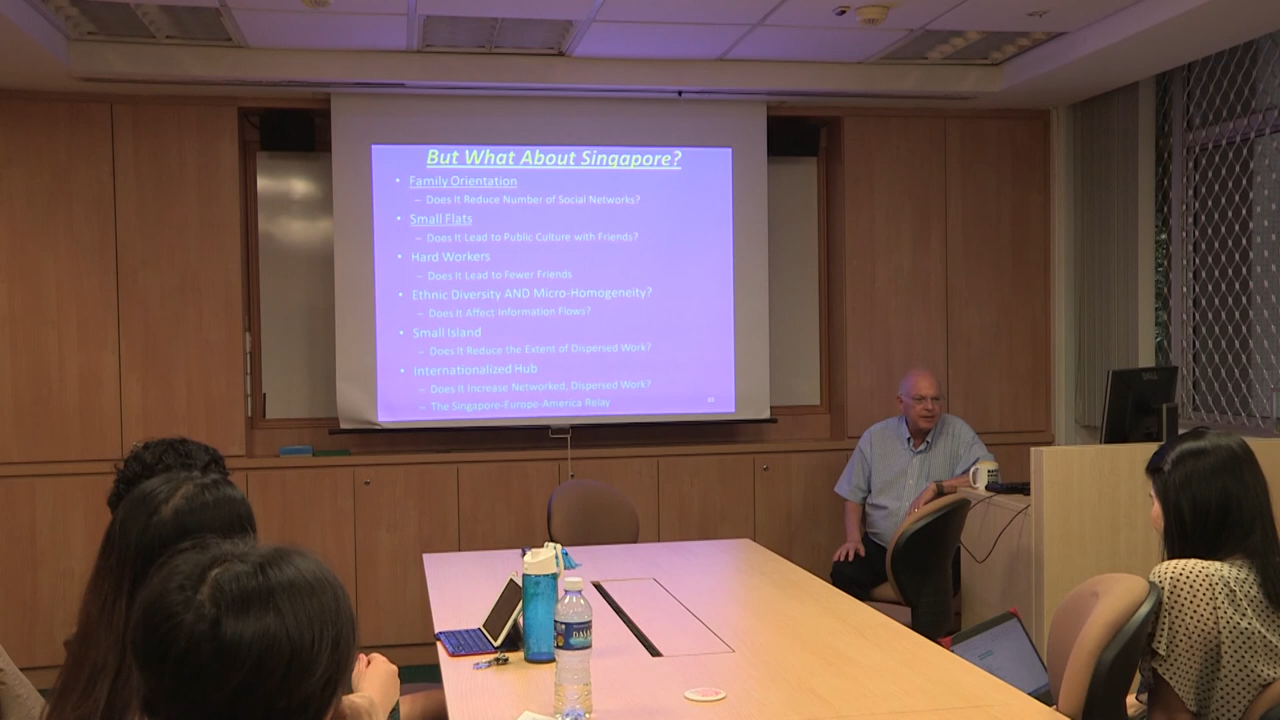 But What About Singapore?
• Family Orientation
– Does It Reduce Number of Social Networks?
• Small Flats
– Does It Lead to Public Culture with Friends?
• Hard Workers
– Does It Lead to Fewer Friends
• Ethnic Diversity AND Micro-Homogeneity?
– Does It Affect Information Flows?
• Small Island
– Does It Reduce the Extent of Dispersed Work?
• Internationalized Hub
– Does It Increase Networked, Dispersed Work?
– The Singapore-Europe-America Relay
DASANI